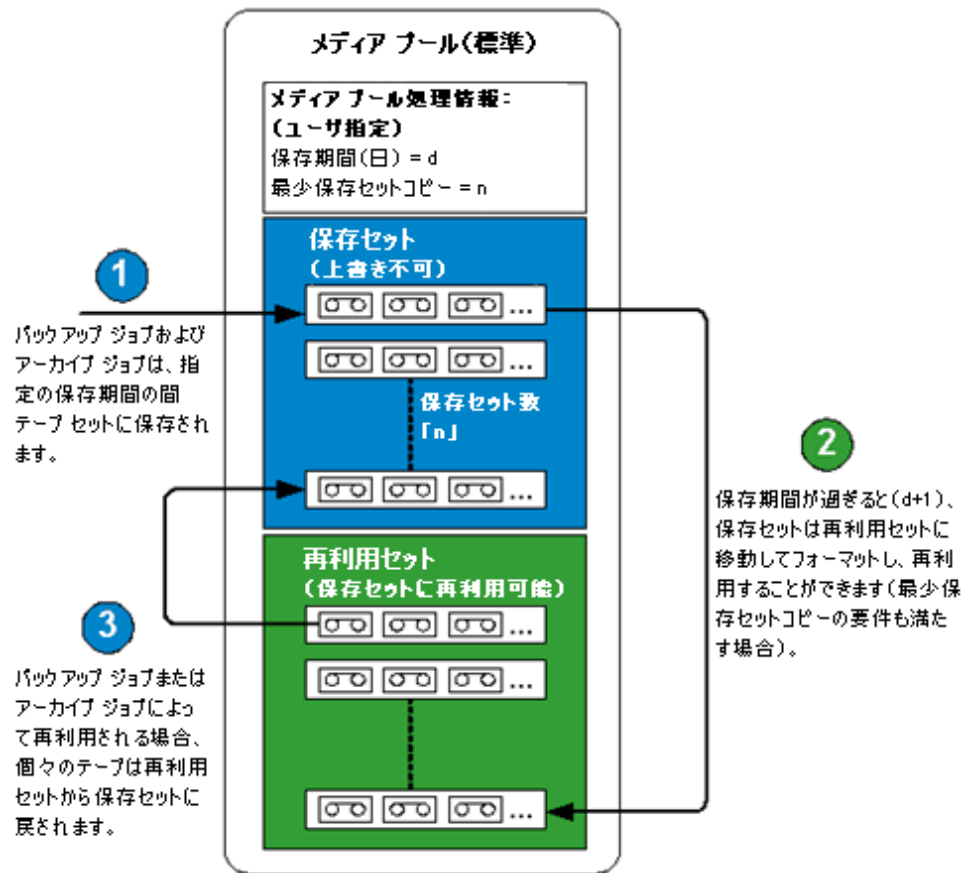 メディア プール(標準)
メディア プール処理情報:
(ユーザ指定)
保存期間(日) = d
最少保存セットコピー = n
保存セット
(上書き不可)
1
...
バックアップ ジョブおよび
アーカイブ ジョブは、指
定の保存期間の間
テープ セットに保存され
ます。
...
保存セット数
「n」
...
2
保存期間が過ぎると(d+1)、
保存セットは再利用セットに
移動してフォーマットし、再利
用することができます(最少保
存セットコピーの要件も満た
す場合)。
再利用セット
(保存セットに再利用可能)
...
3
...
バックアップ ジョブまたは
アーカイブ ジョブによっ
て再利用される場合、
個々のテープは再利用
セットから保存セットに
戻されます。
...